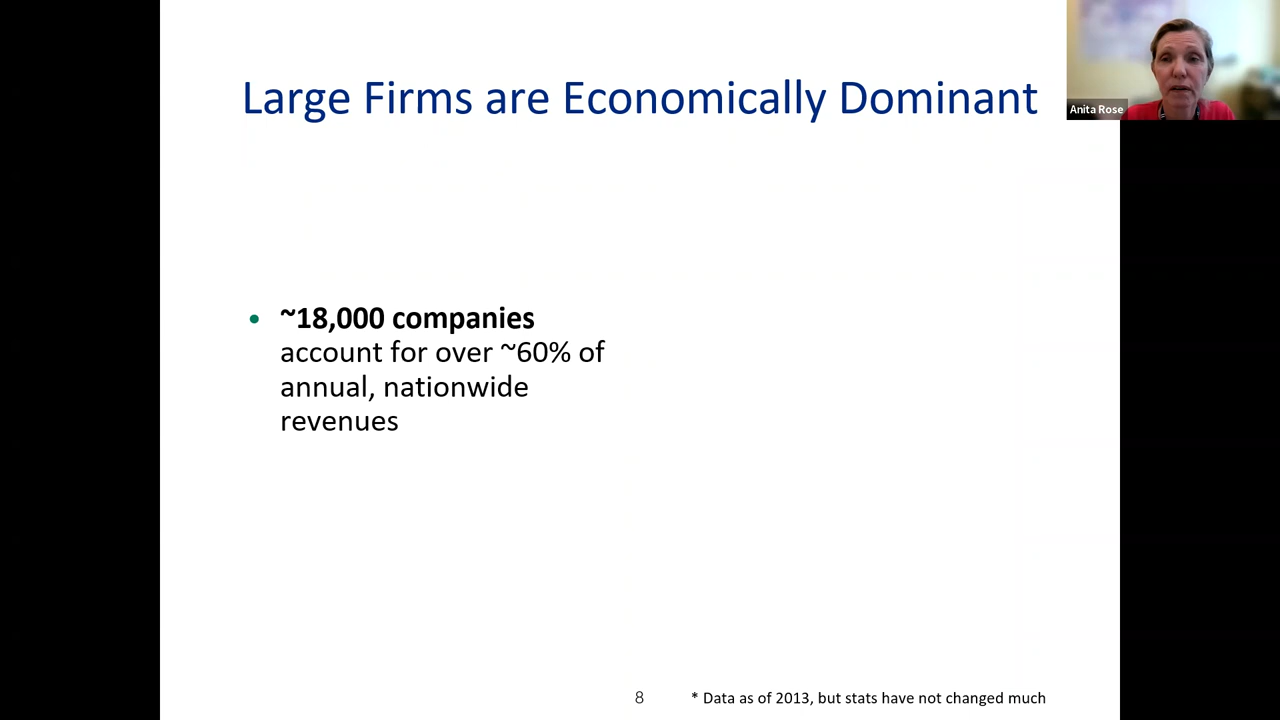 Large Firms are Economically Dominant
Anita Rose
• ~18,000 companies
account for over ~60% of
annual, nationwide
revenues
8
* Data as of 2013, but stats have not changed much